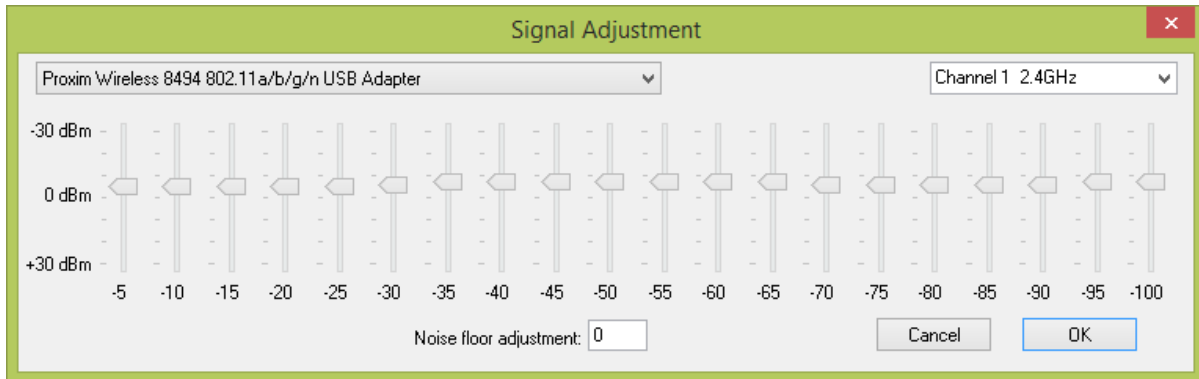 Signal Adjustment
Proxim Wireless 8494 802.11a/b/g/n USB Adapter
Channel 1 2.4GHz
-30 dBm
0 dBm
+30 dBm
-5 -10 -15 -20 -25 -30 -35 -40 -45 -50 -55 -60 -65 -70 -75 -80 -85 -90 -95 -100
Noise floor adjustment: 0
Cancel OK